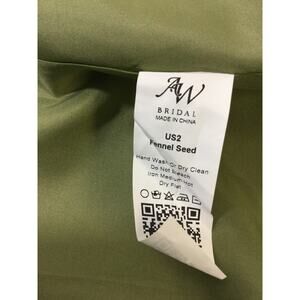 AW
BRIDAL
MADE IN CHINA
US2
Fennel Seed
Hand Wash Or Dry Clean
Do Not Bleach
Iron Medium Hot
Dry Flat